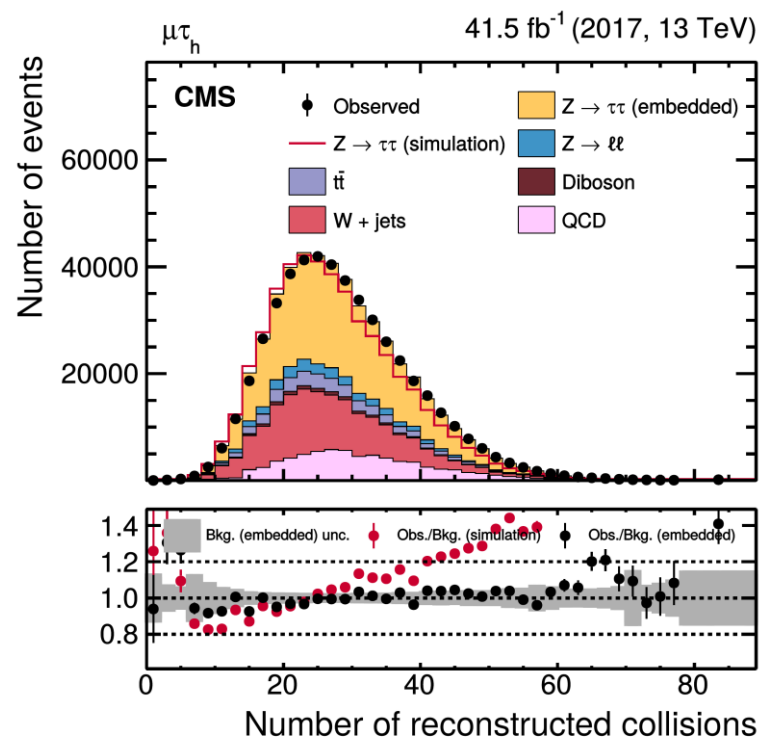 μτh 41.5 fb-1 (2017, 13 TeV)
CMS
Observed
Z → ττ (embedded)
Z → ττ (simulation)
Z → ℓℓ
tt̄
Diboson
W + jets
QCD
Number of events
60000
40000
20000
Bkg. (embedded) unc.
Obs./Bkg. (simulation)
Obs./Bkg. (embedded)
1.4
1.2
1.0
0.8
0 20 40 60 80
Number of reconstructed collisions